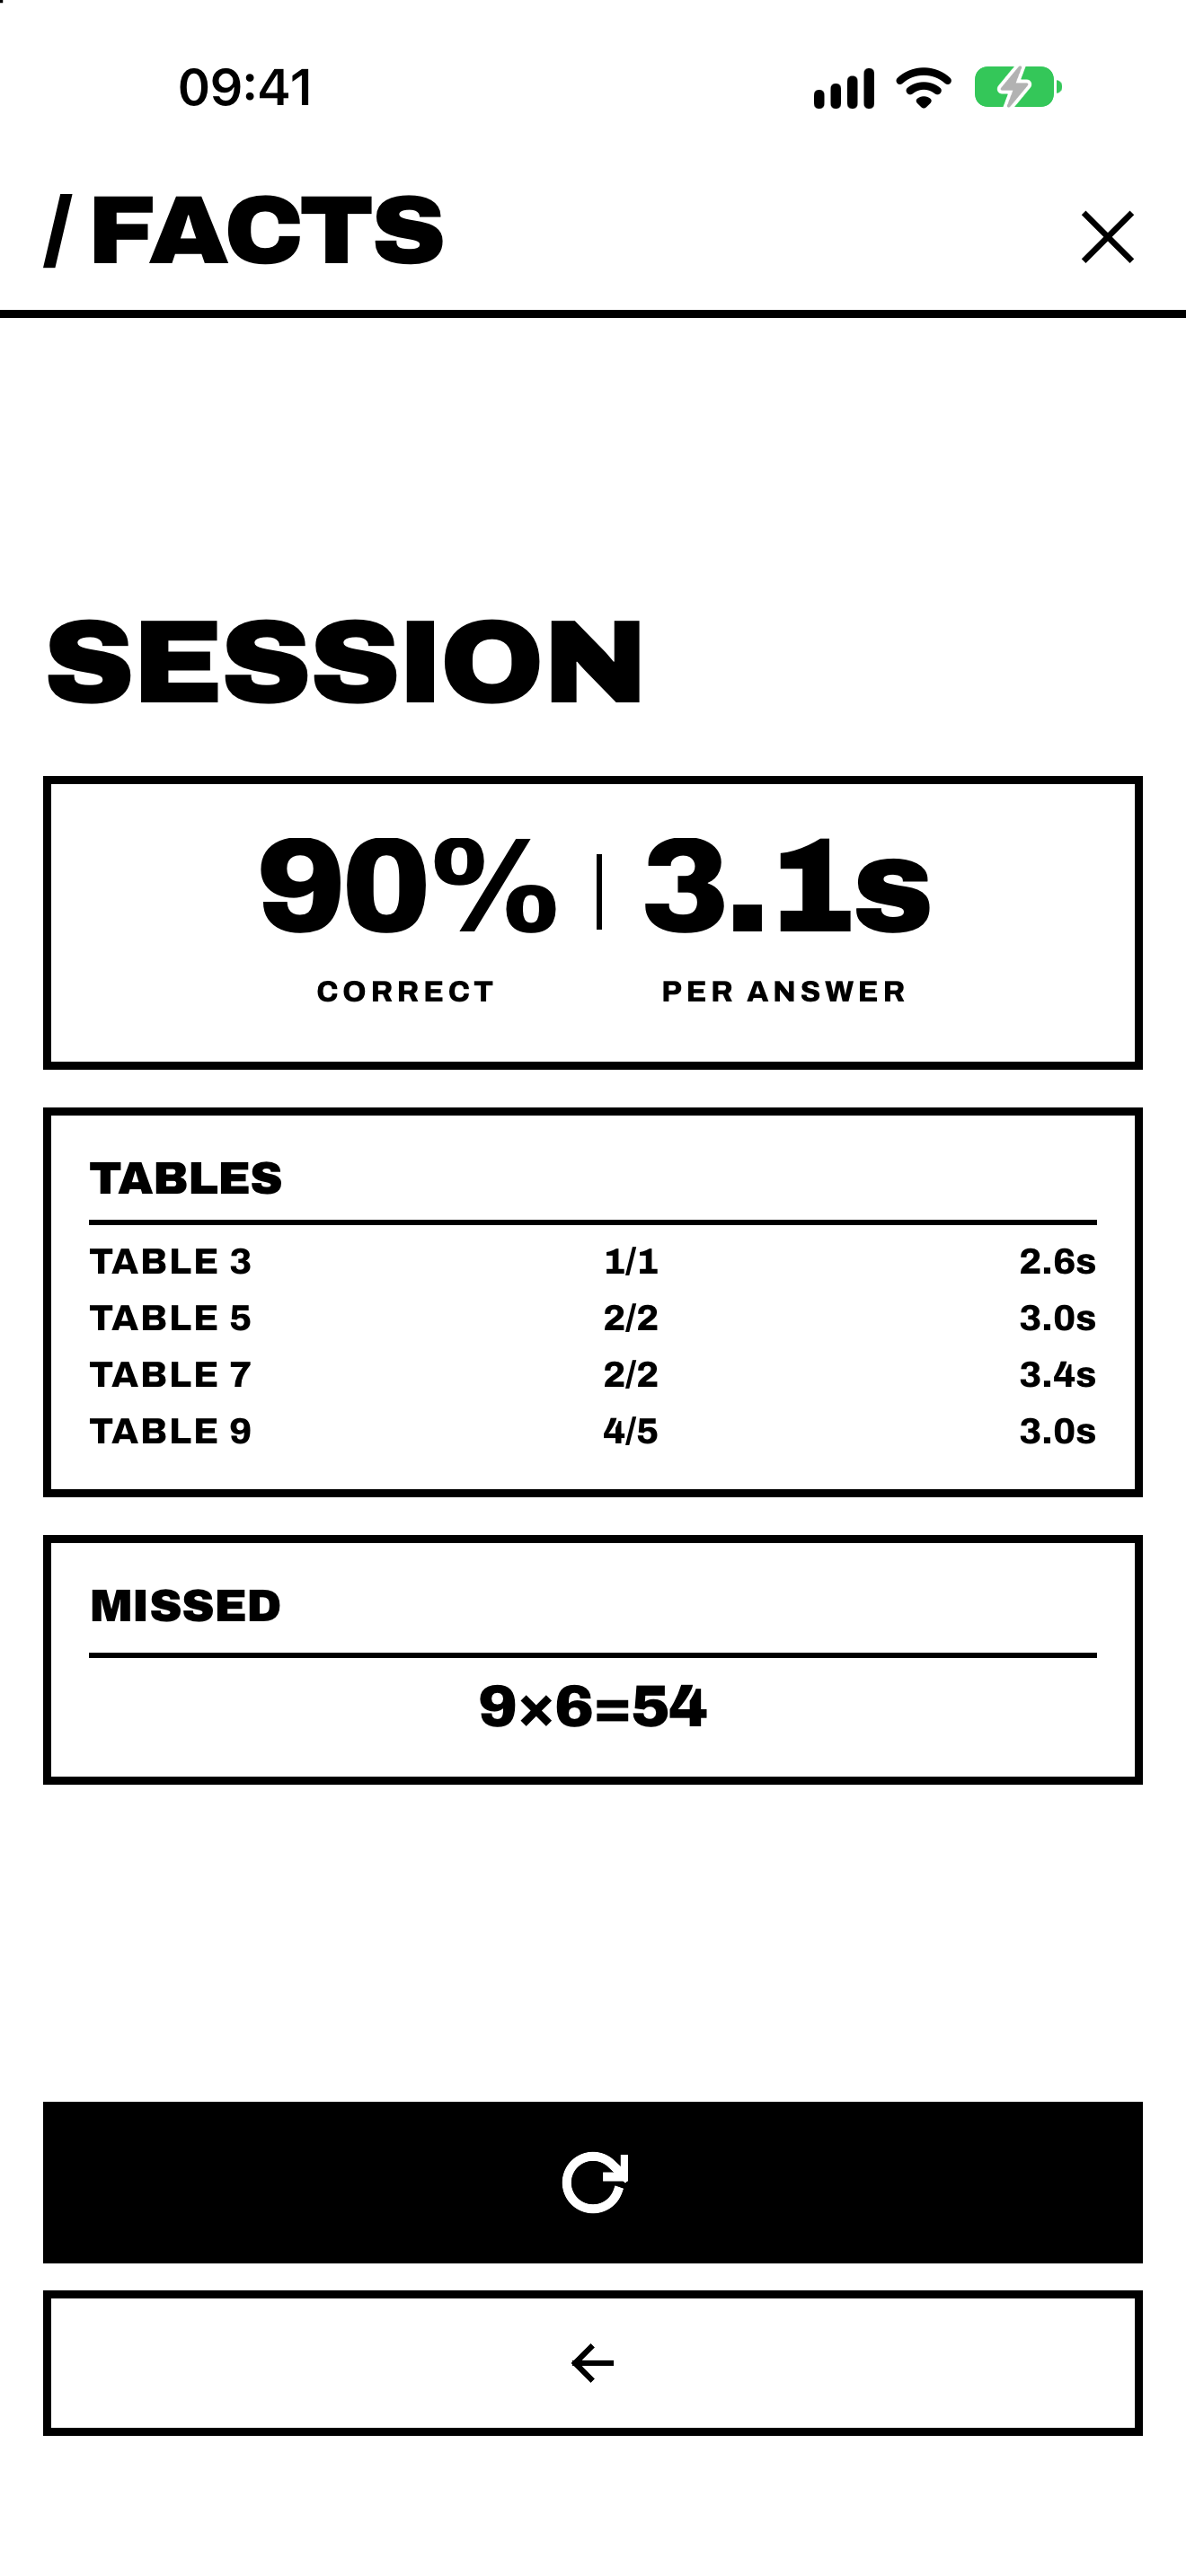 09:41
/ FACTS
SESSION
90% 3.1s
CORRECT PER ANSWER
TABLES
TABLE 3 1/1 2.6s
TABLE 5 2/2 3.0s
TABLE 7 2/2 3.4s
TABLE 9 4/5 3.0s
MISSED
9×6=54